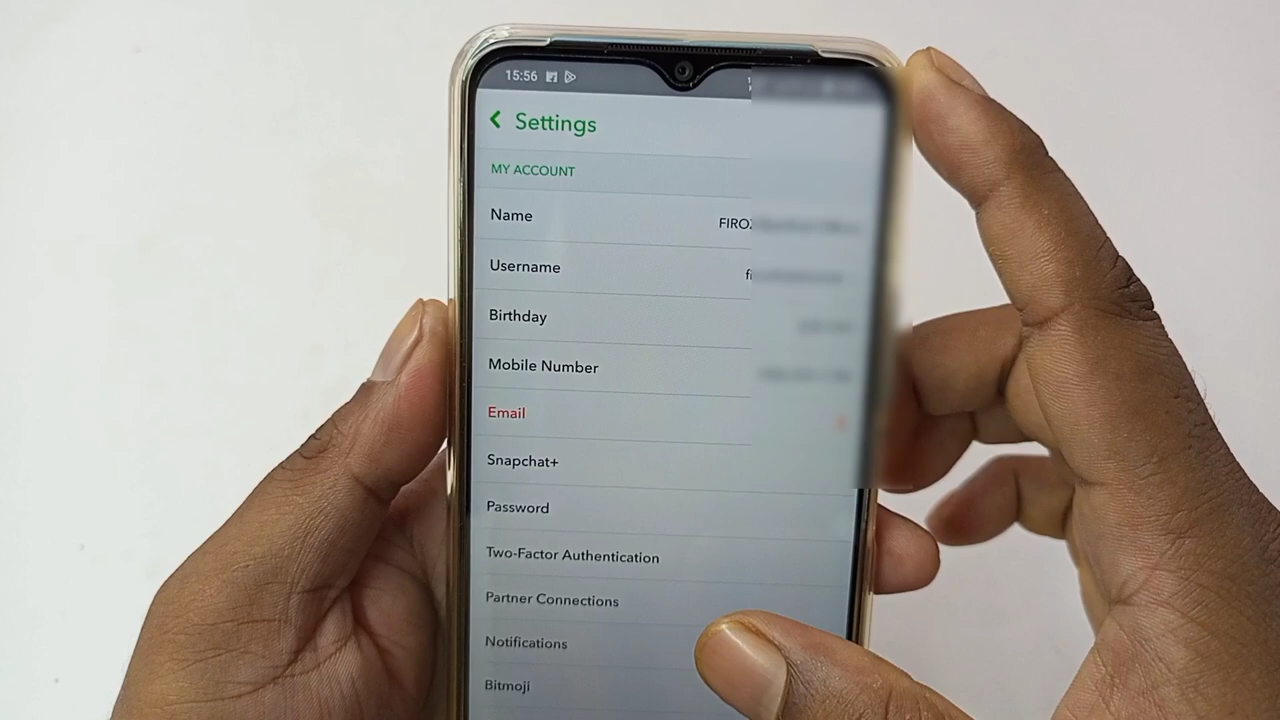 15:56
Settings
MY ACCOUNT
Name
Username
Birthday
Mobile Number
Email
Snapchat+
Password
Two-Factor Authentication
Partner Connections
Notifications
Bitmoji